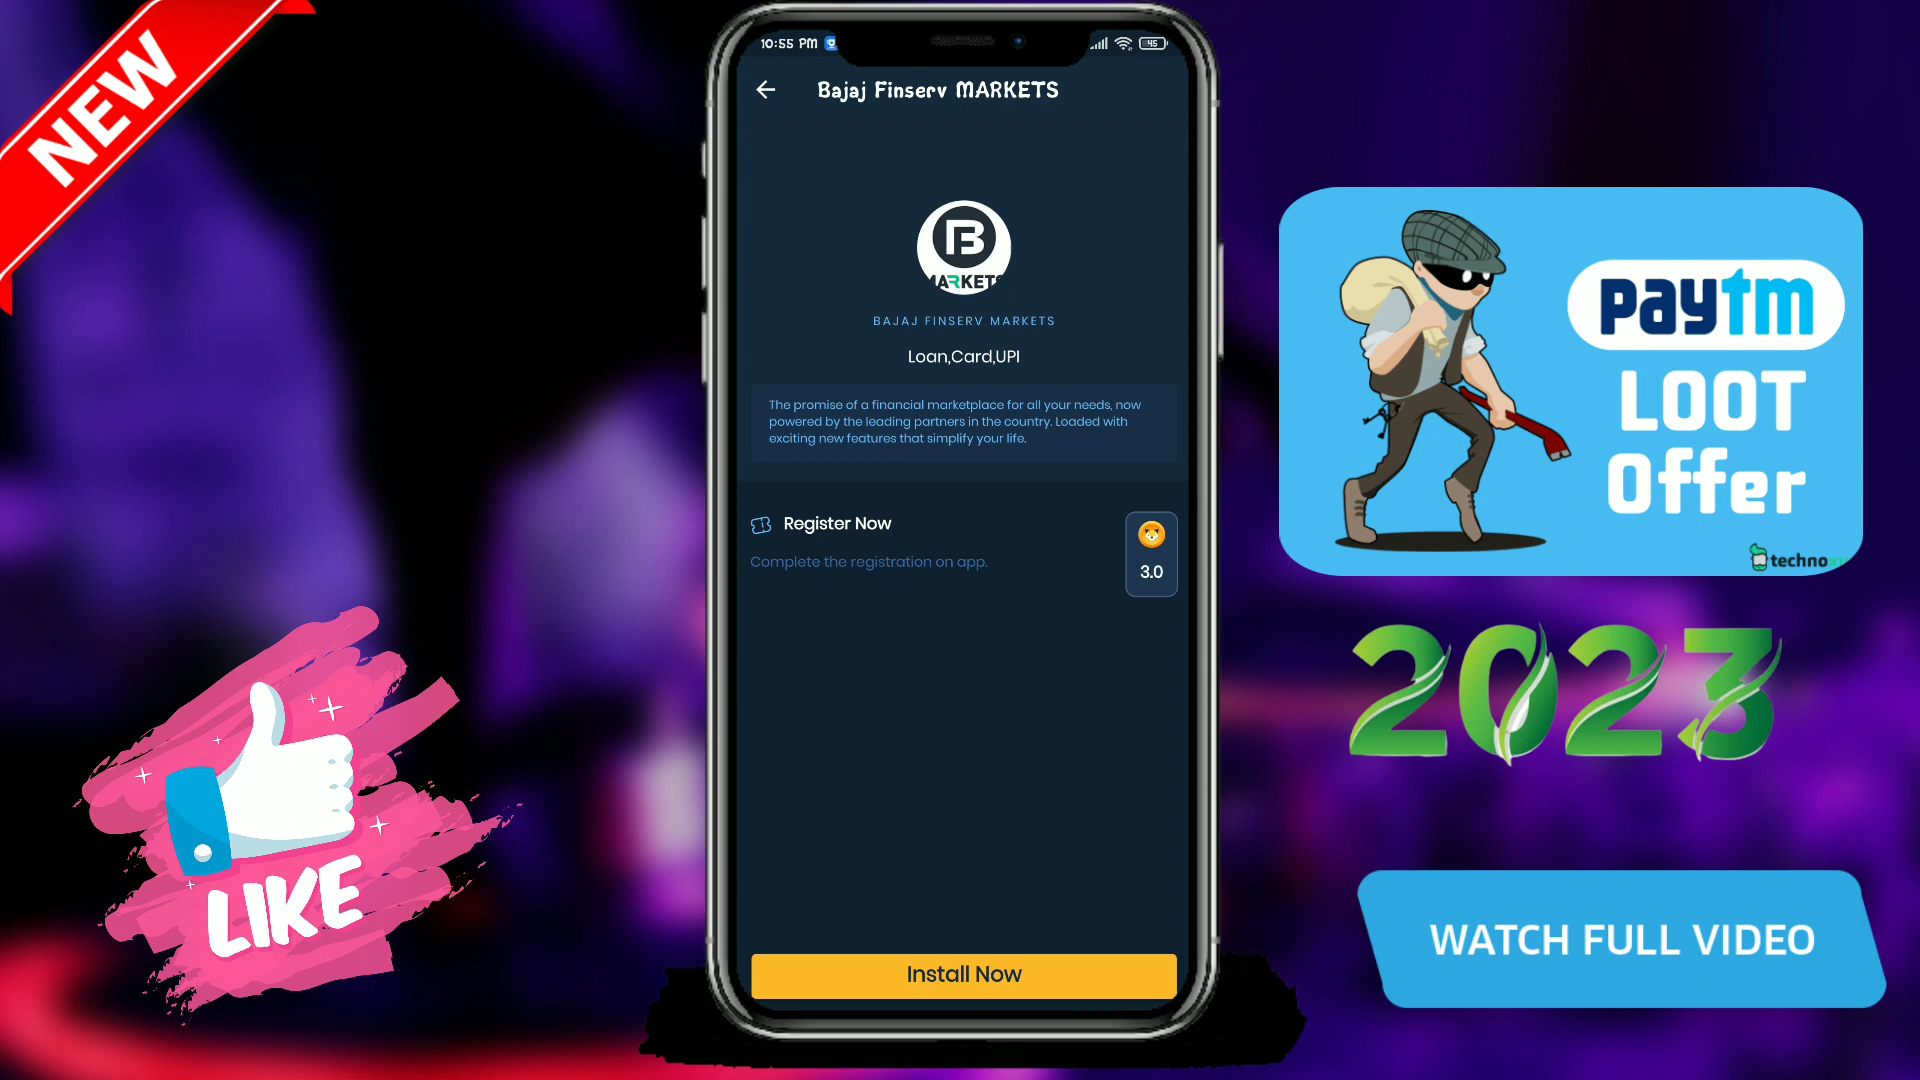 NEW
10:55 PM
45
Bajaj Finserv MARKETS
B
MARKETS
BAJAJ FINSERV MARKETS
Loan,Card,UPI
The promise of a financial marketplace for all your needs, now
powered by the leading partners in the country. Loaded with
exciting new features that simplify your life.
Register Now
Complete the registration on app.
3.0
Install Now
paytm
LOOT
Offer
2023
WATCH FULL VIDEO
LIKE